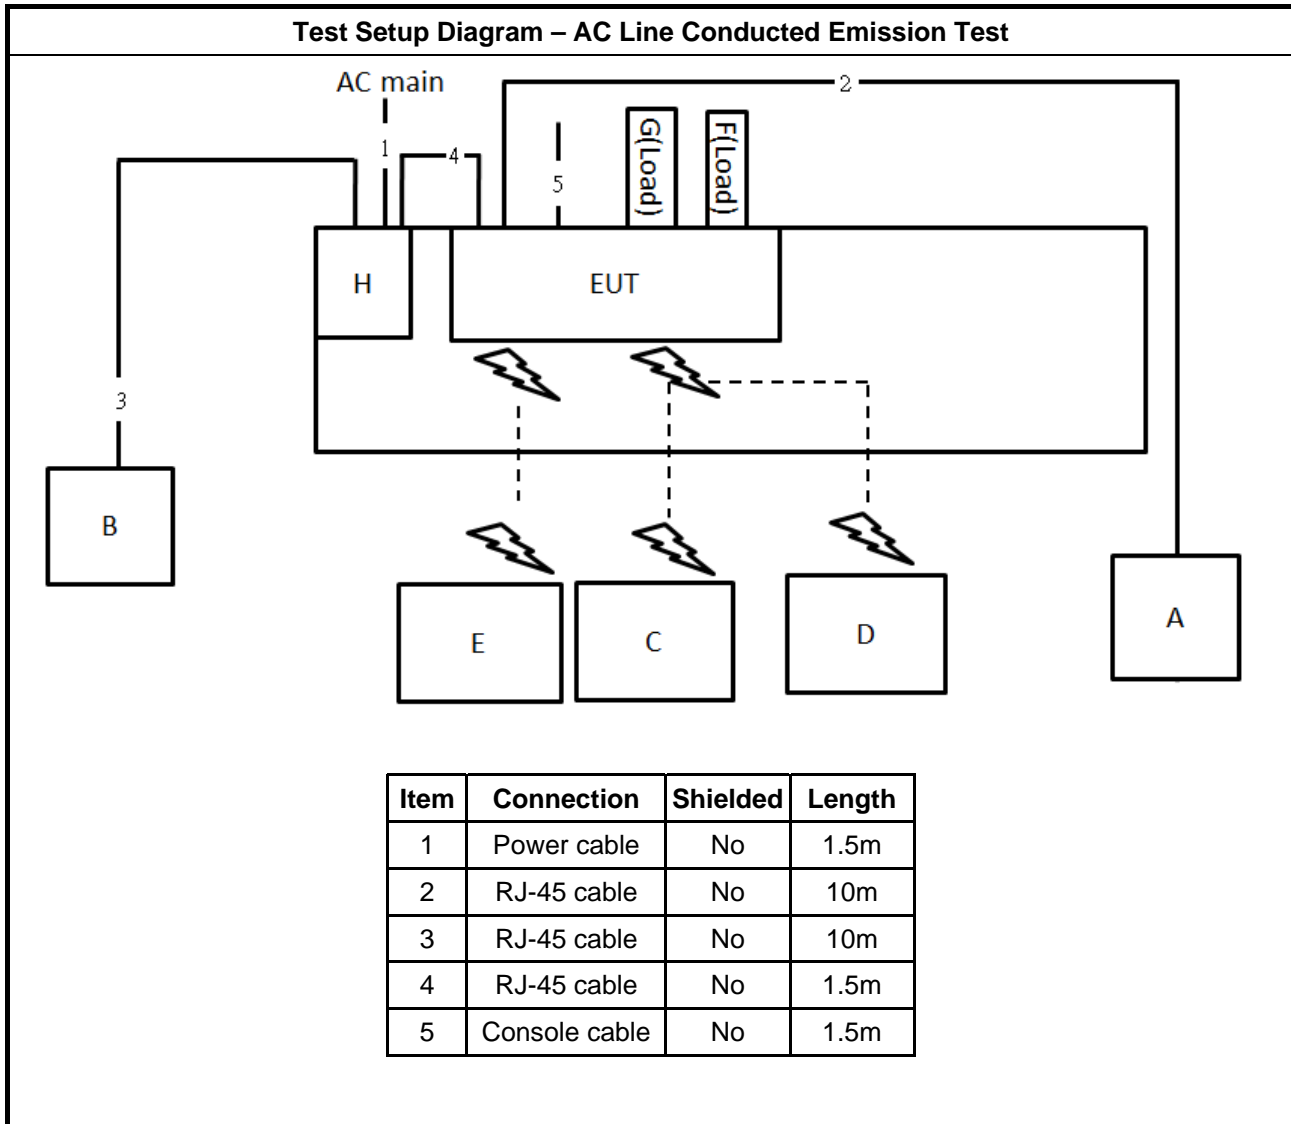 Test Setup Diagram – AC Line Conducted Emission Test
AC main
2
1
4
5
G(Load)
F(Load)
H
EUT
3
B
A
E
C
D
Item Connection Shielded Length
1 Power cable No 1.5m
2 RJ-45 cable No 10m
3 RJ-45 cable No 10m
4 RJ-45 cable No 1.5m
5 Console cable No 1.5m